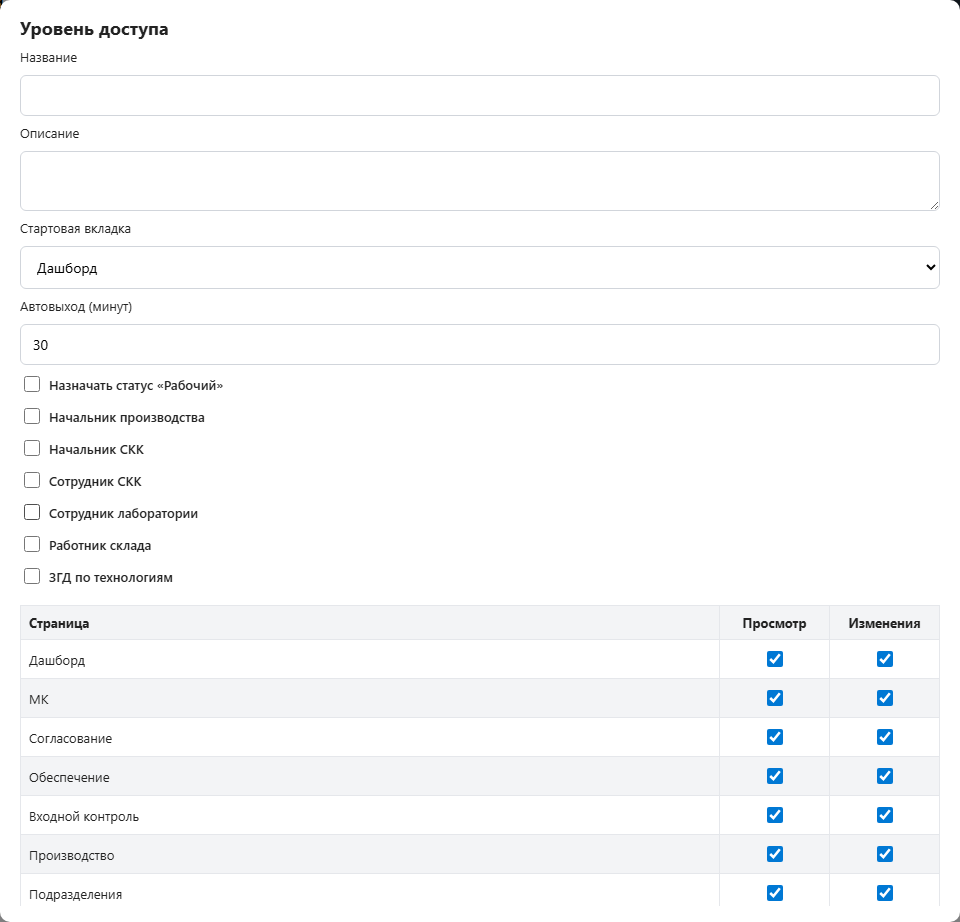 Уровень доступа
Название
Описание
Стартовая вкладка
Дашборд
Автовыход (минут)
30
Назначать статус «Рабочий»
Начальник производства
Начальник СКК
Сотрудник СКК
Сотрудник лаборатории
Работник склада
ЗГД по технологиям
Страница Просмотр Изменения
Дашборд
МК
Согласование
Обеспечение
Входной контроль
Производство
Подразделения